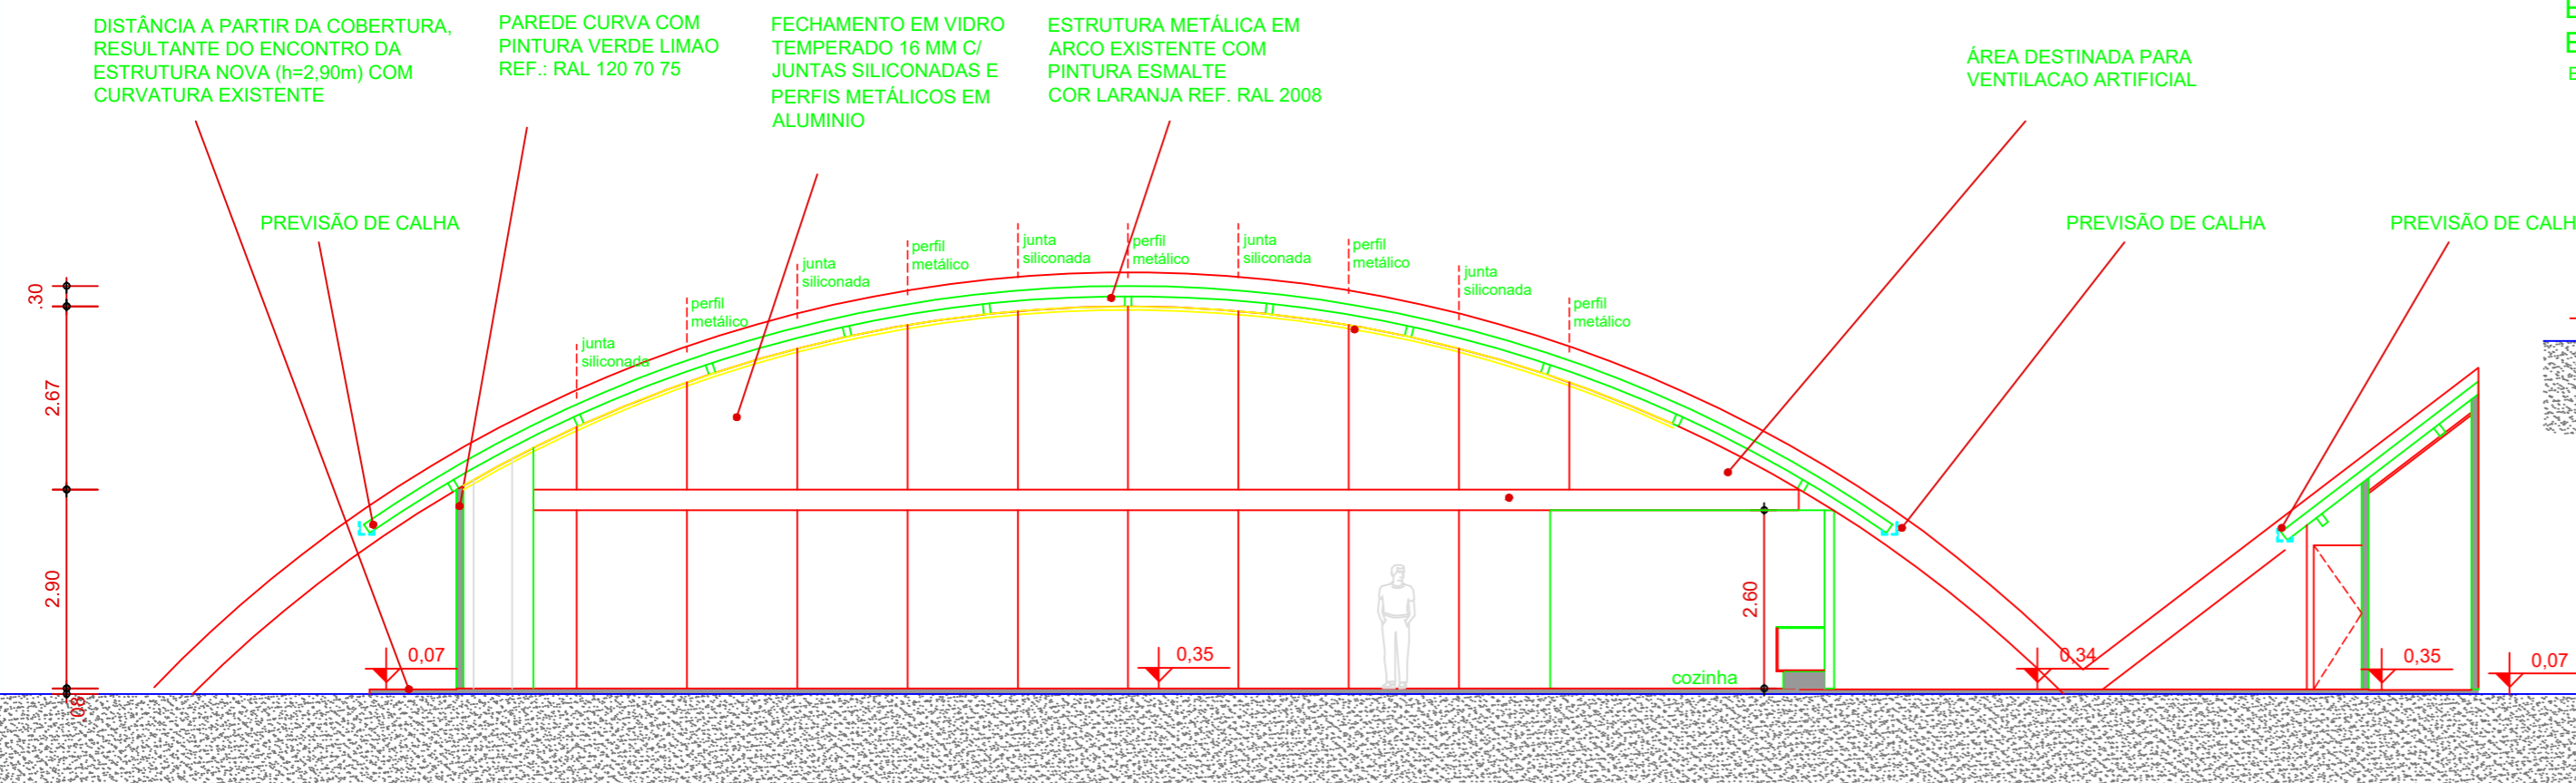 DISTÂNCIA A PARTIR DA COBERTURA,
RESULTANTE DO ENCONTRO DA
ESTRUTURA NOVA (h=2,90m) COM
CURVATURA EXISTENTE
PAREDE CURVA COM
PINTURA VERDE LIMAO
REF.: RAL 120 70 75
FECHAMENTO EM VIDRO
TEMPERADO 16 MM C/
JUNTAS SILICONADAS E
PERFIS METÁLICOS EM
ALUMINIO
ESTRUTURA METÁLICA EM
ARCO EXISTENTE COM
PINTURA ESMALTE
COR LARANJA REF. RAL 2008
ÁREA DESTINADA PARA
VENTILACAO ARTIFICIAL
E
E
E
PREVISÃO DE CALHA
PREVISÃO DE CALHA
PREVISÃO DE CALH
junta
siliconada
perfil
metálico
junta
siliconada
perfil
metálico
junta
siliconada
perfil
metálico
junta
siliconada
perfil
metálico
junta
siliconada
perfil
metálico
.30
2.67
2.90
.08
0,07
0,35
2.60
cozinha
0,34
0,35
0,07